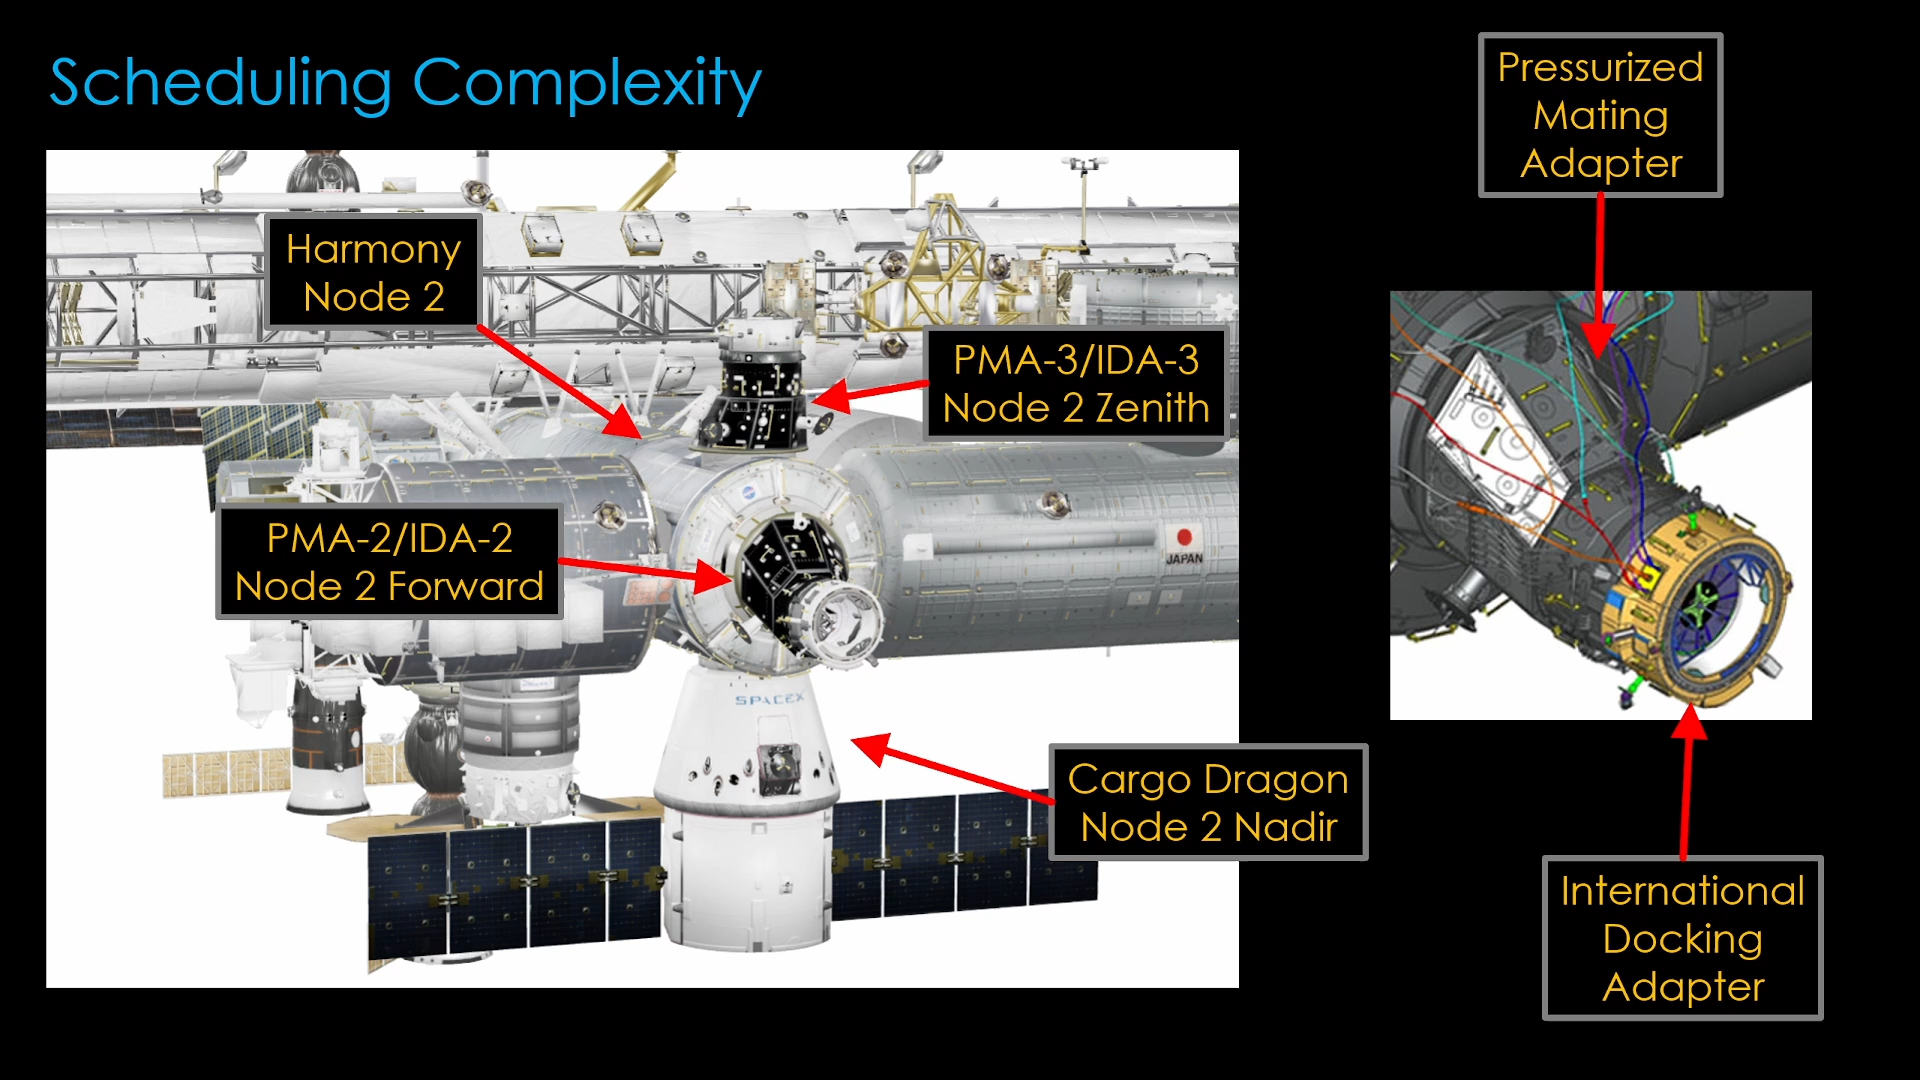 Scheduling Complexity
Pressurized
Mating
Adapter
Harmony
Node 2
PMA-3/IDA-3
Node 2 Zenith
PMA-2/IDA-2
Node 2 Forward
JAPAN
SPACEX
Cargo Dragon
Node 2 Nadir
International
Docking
Adapter